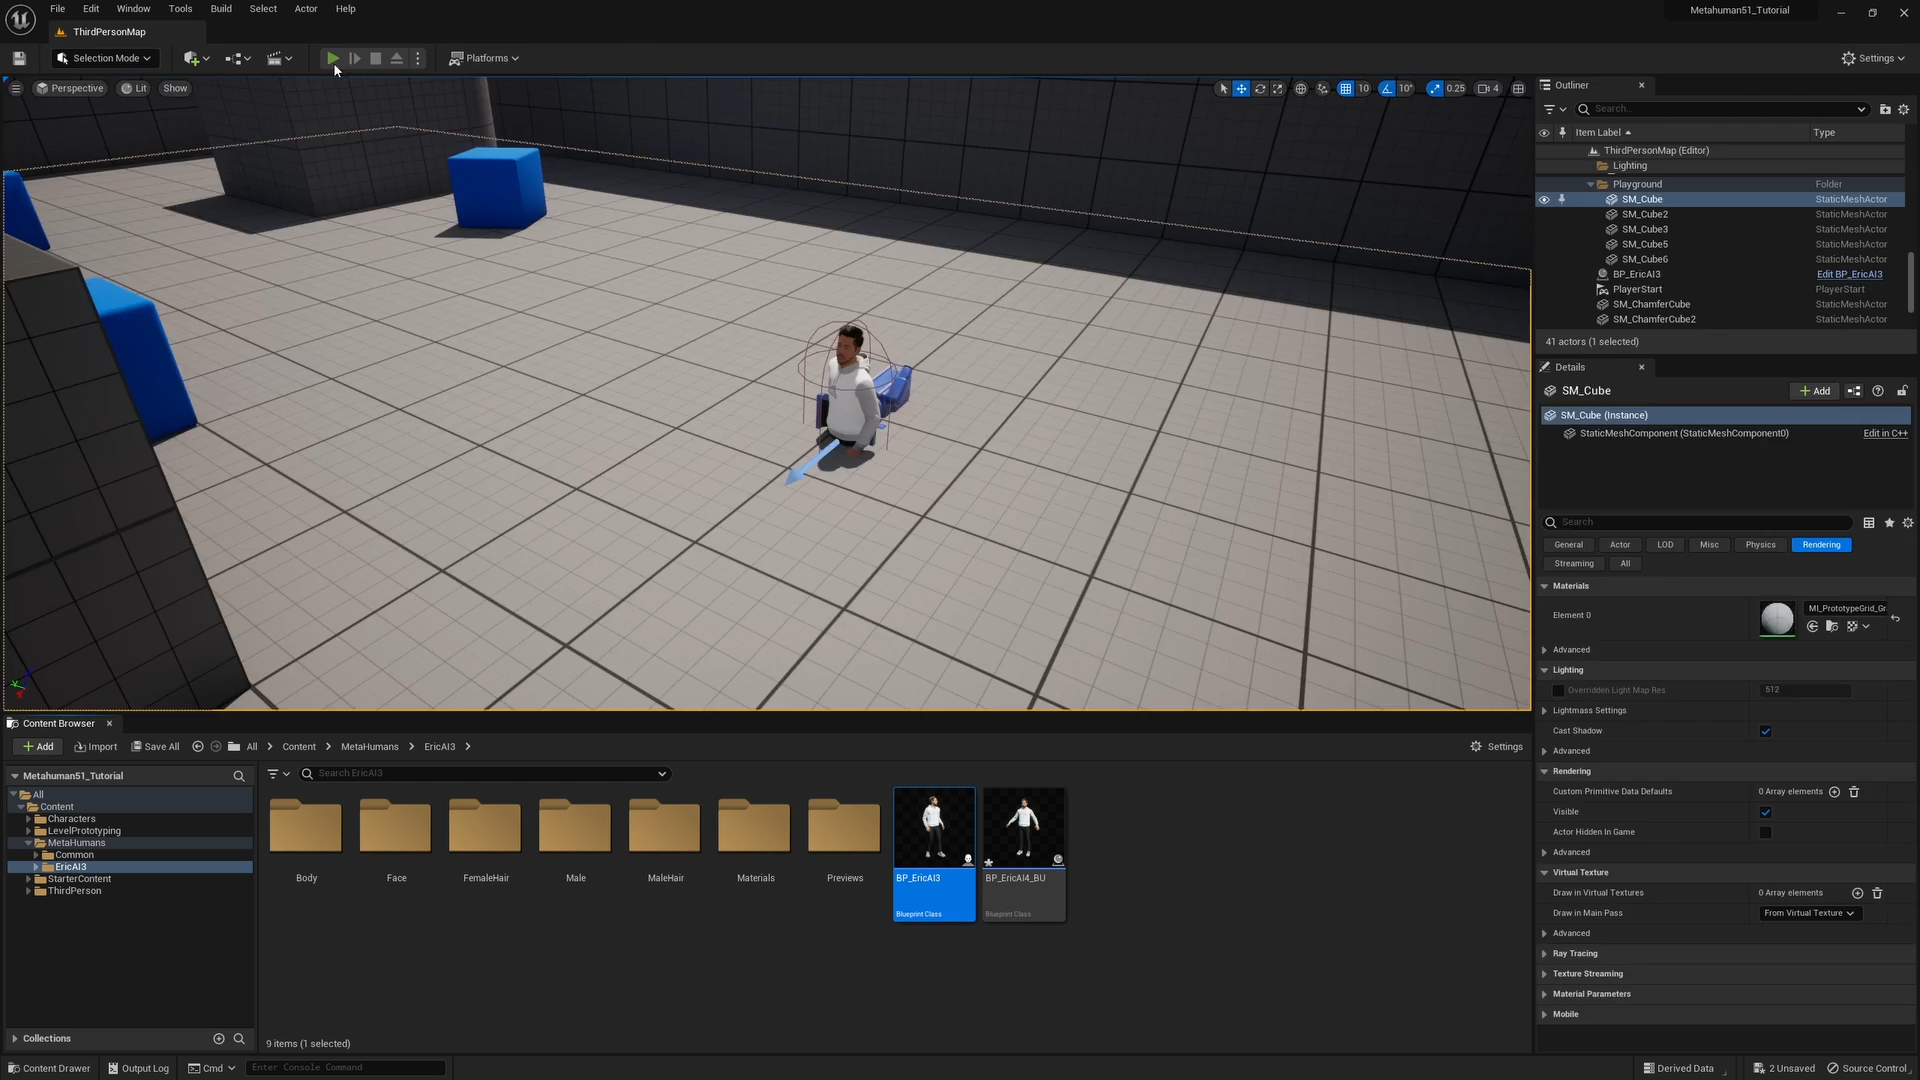 File Edit Window Tools Build Select Actor Help
Metahuman51_Tutorial
ThirdPersonMap
Selection Mode
Platforms
Settings
Perspective Lit Show
10 10° 0.25 4
Outliner
Search...
Item Label Type
ThirdPersonMap (Editor)
Lighting
Playground Folder
SM_Cube StaticMeshActor
SM_Cube2 StaticMeshActor
SM_Cube3 StaticMeshActor
SM_Cube5 StaticMeshActor
SM_Cube6 StaticMeshActor
BP_EricAI3 Edit BP_EricAI3
PlayerStart PlayerStart
SM_ChamferCube StaticMeshActor
SM_ChamferCube2 StaticMeshActor
41 actors (1 selected)
Details
SM_Cube
Add
SM_Cube (Instance)
StaticMeshComponent (StaticMeshComponent0) Edit in C++
Search
General Actor LOD Misc Physics Rendering
Streaming All
Materials
Element 0
MI_PrototypeGrid_Gr
Advanced
Lighting
Overridden Light Map Res 512
Lightmass Settings
Cast Shadow
Advanced
Rendering
Custom Primitive Data Defaults 0 Array elements
Visible
Actor Hidden In Game
Advanced
Virtual Texture
Draw in Virtual Textures 0 Array elements
Draw in Main Pass From Virtual Texture
Advanced
Ray Tracing
Texture Streaming
Material Parameters
Mobile
Content Browser
Add Import Save All All Content MetaHumans EricAI3
Settings
Metahuman51_Tutorial
Search EricAI3
All
Content
Characters
LevelPrototyping
MetaHumans
Common
EricAI3
StarterContent
ThirdPerson
Body Face FemaleHair Male MaleHair Materials Previews
BP_EricAI3
Blueprint Class
BP_EricAI4_BU
Blueprint Class
Collections
9 items (1 selected)
Content Drawer Output Log Cmd Enter Console Command
Derived Data 2 Unsaved Source Control